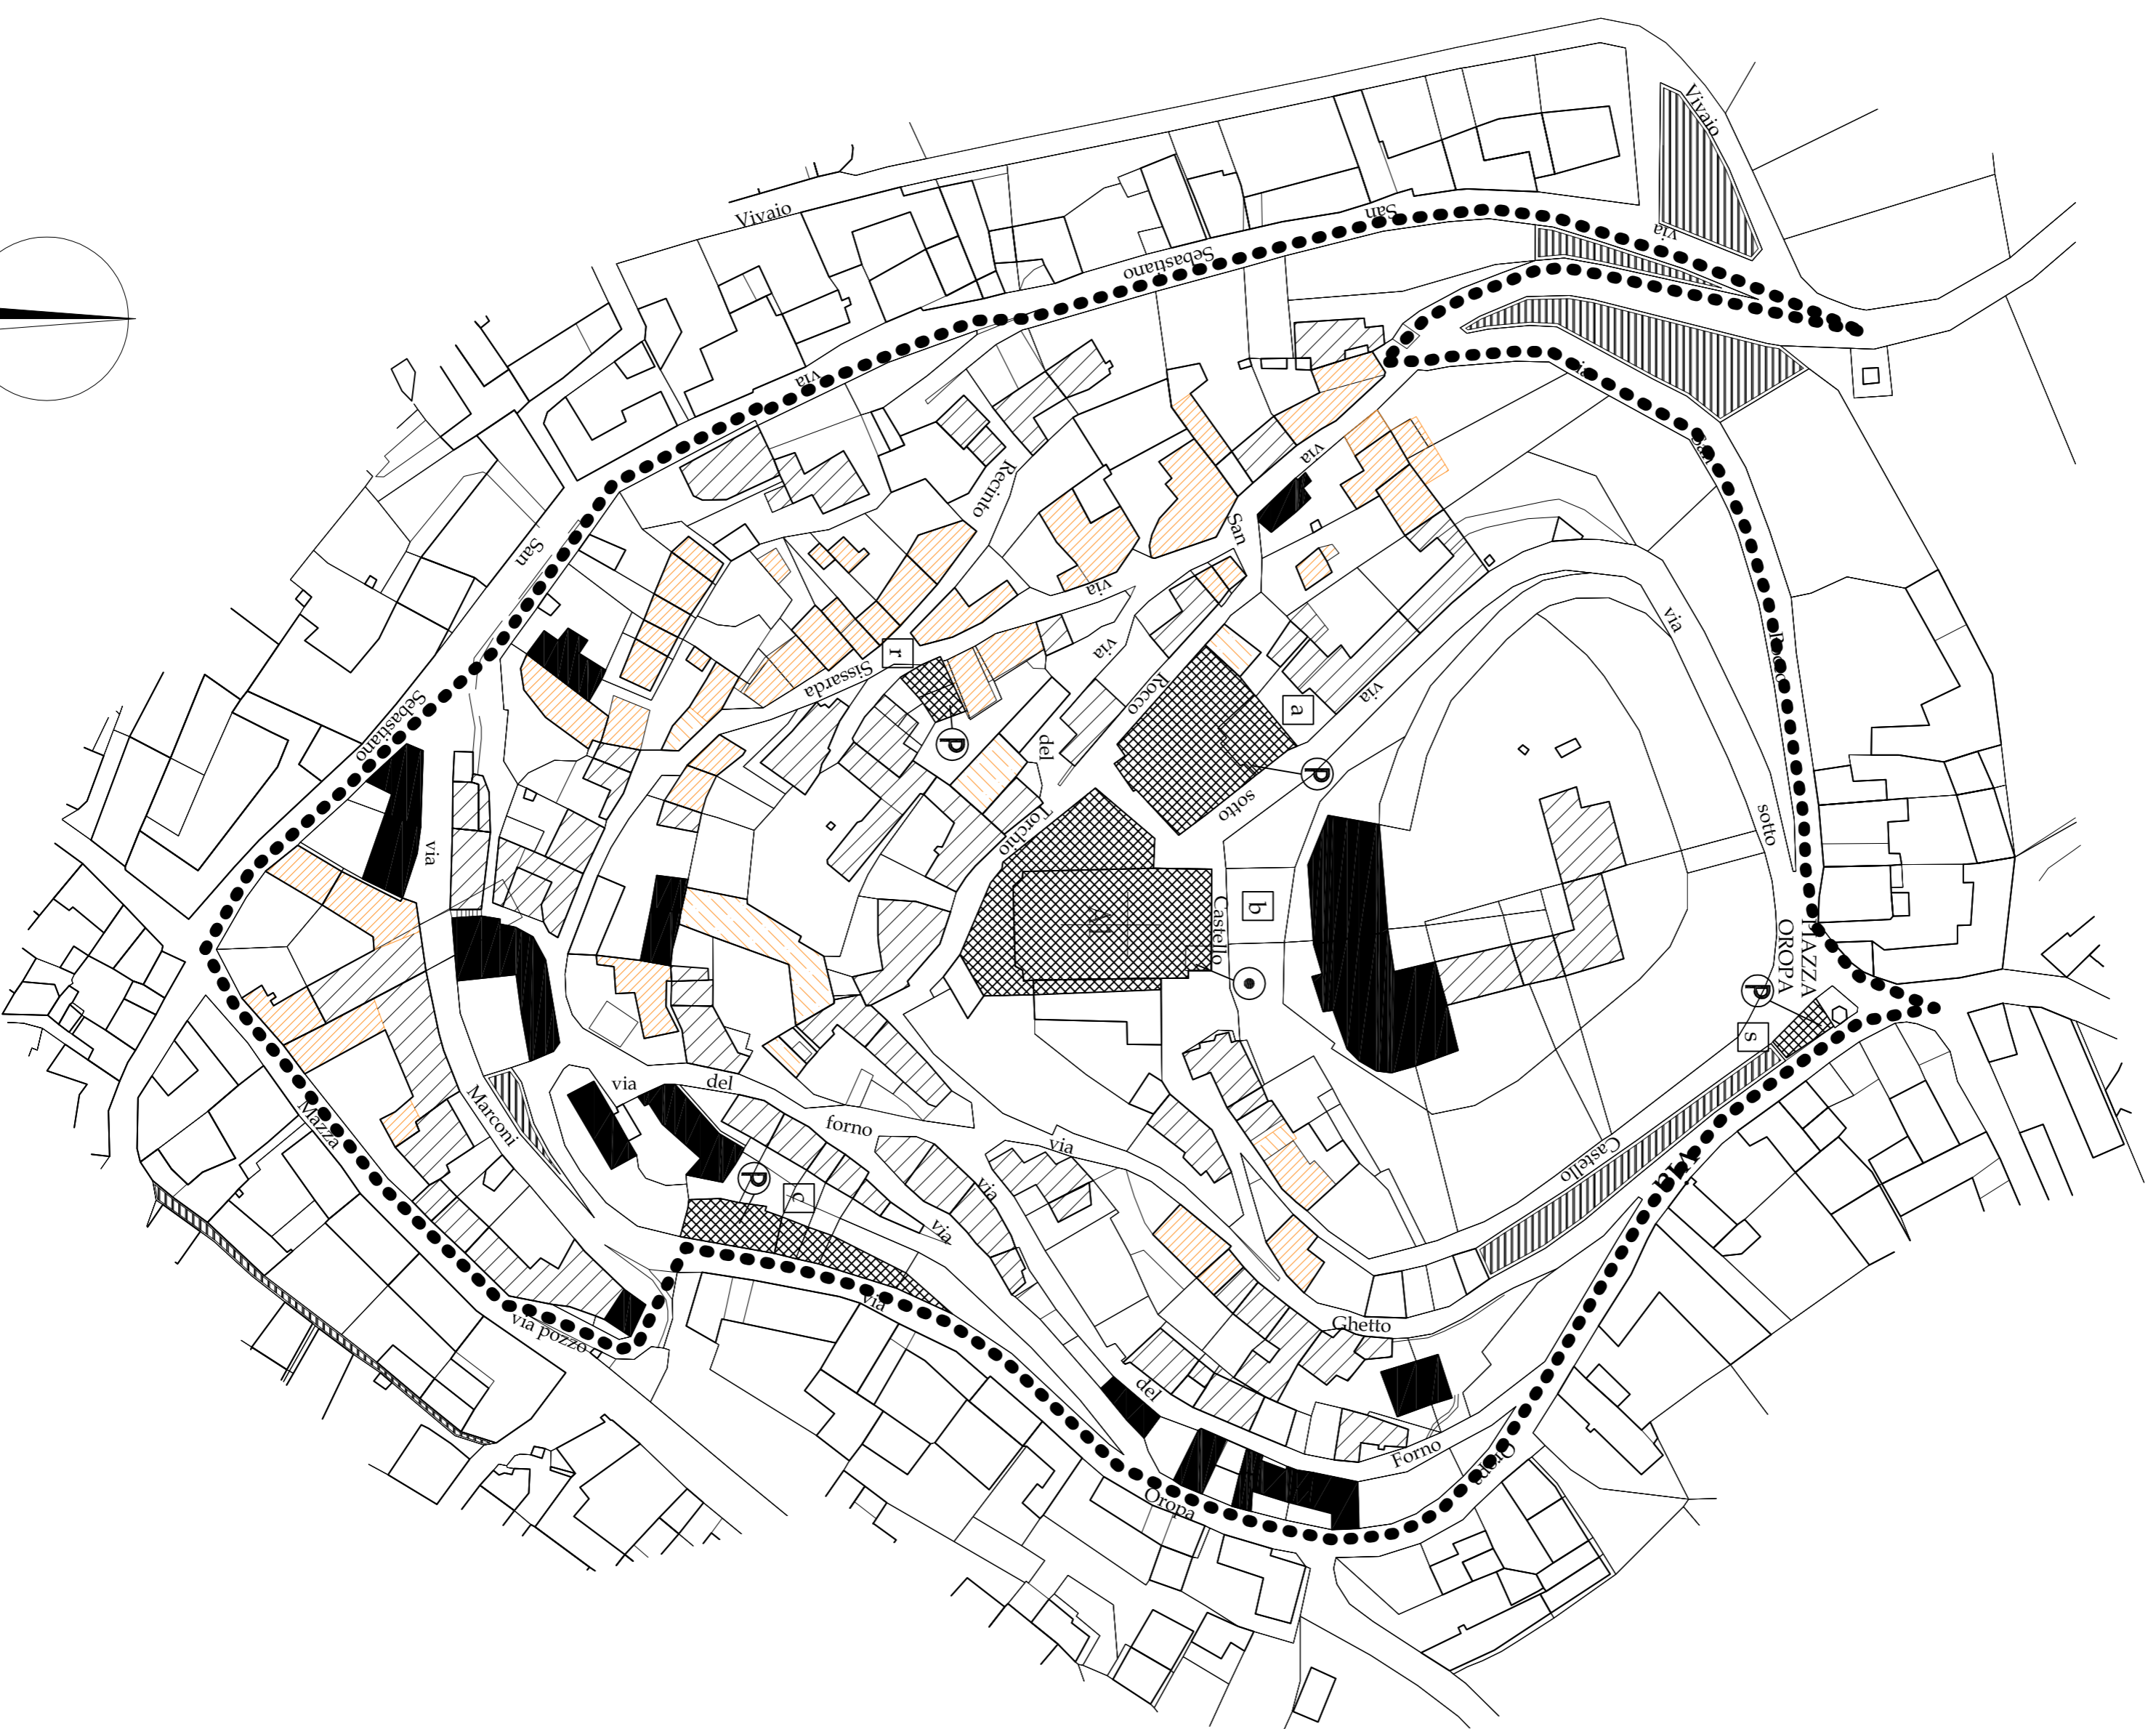 Vivaio
Vivaio
San
via
Sebastiano
via
via
San
via
Recinto
San
San
via
via
via
Rocco
Sebastiano
Sissarda
r
Rocco
via
a
del
P
P
sotto
sotto
via
Torchio
b
Castello
PIAZZA
OROPA
P
s
Mazza
Marconi
via
del
forno
via
via
Castello
via
P
c
via
via
via pozzo
Ghetto
del
Forno
Oropa
Oropa